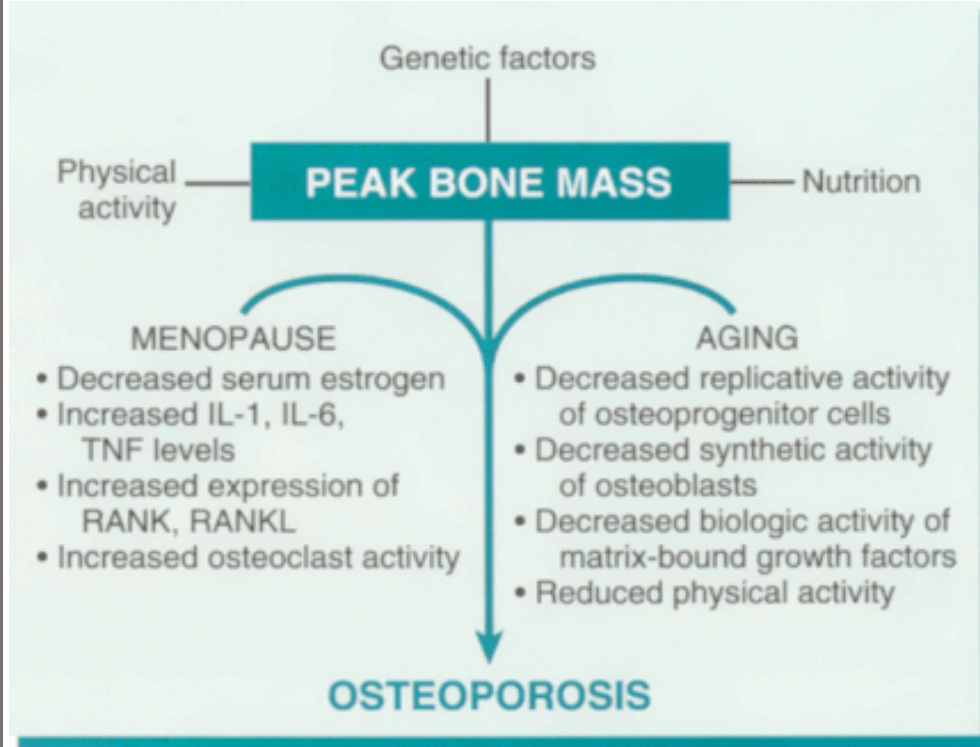 Genetic factors
Physical
activity
PEAK BONE MASS
Nutrition
MENOPAUSE
• Decreased serum estrogen
• Increased IL-1, IL-6,
TNF levels
• Increased expression of
RANK, RANKL
• Increased osteoclast activity
AGING
• Decreased replicative activity
of osteoprogenitor cells
• Decreased synthetic activity
of osteoblasts
• Decreased biologic activity of
matrix-bound growth factors
• Reduced physical activity
OSTEOPOROSIS